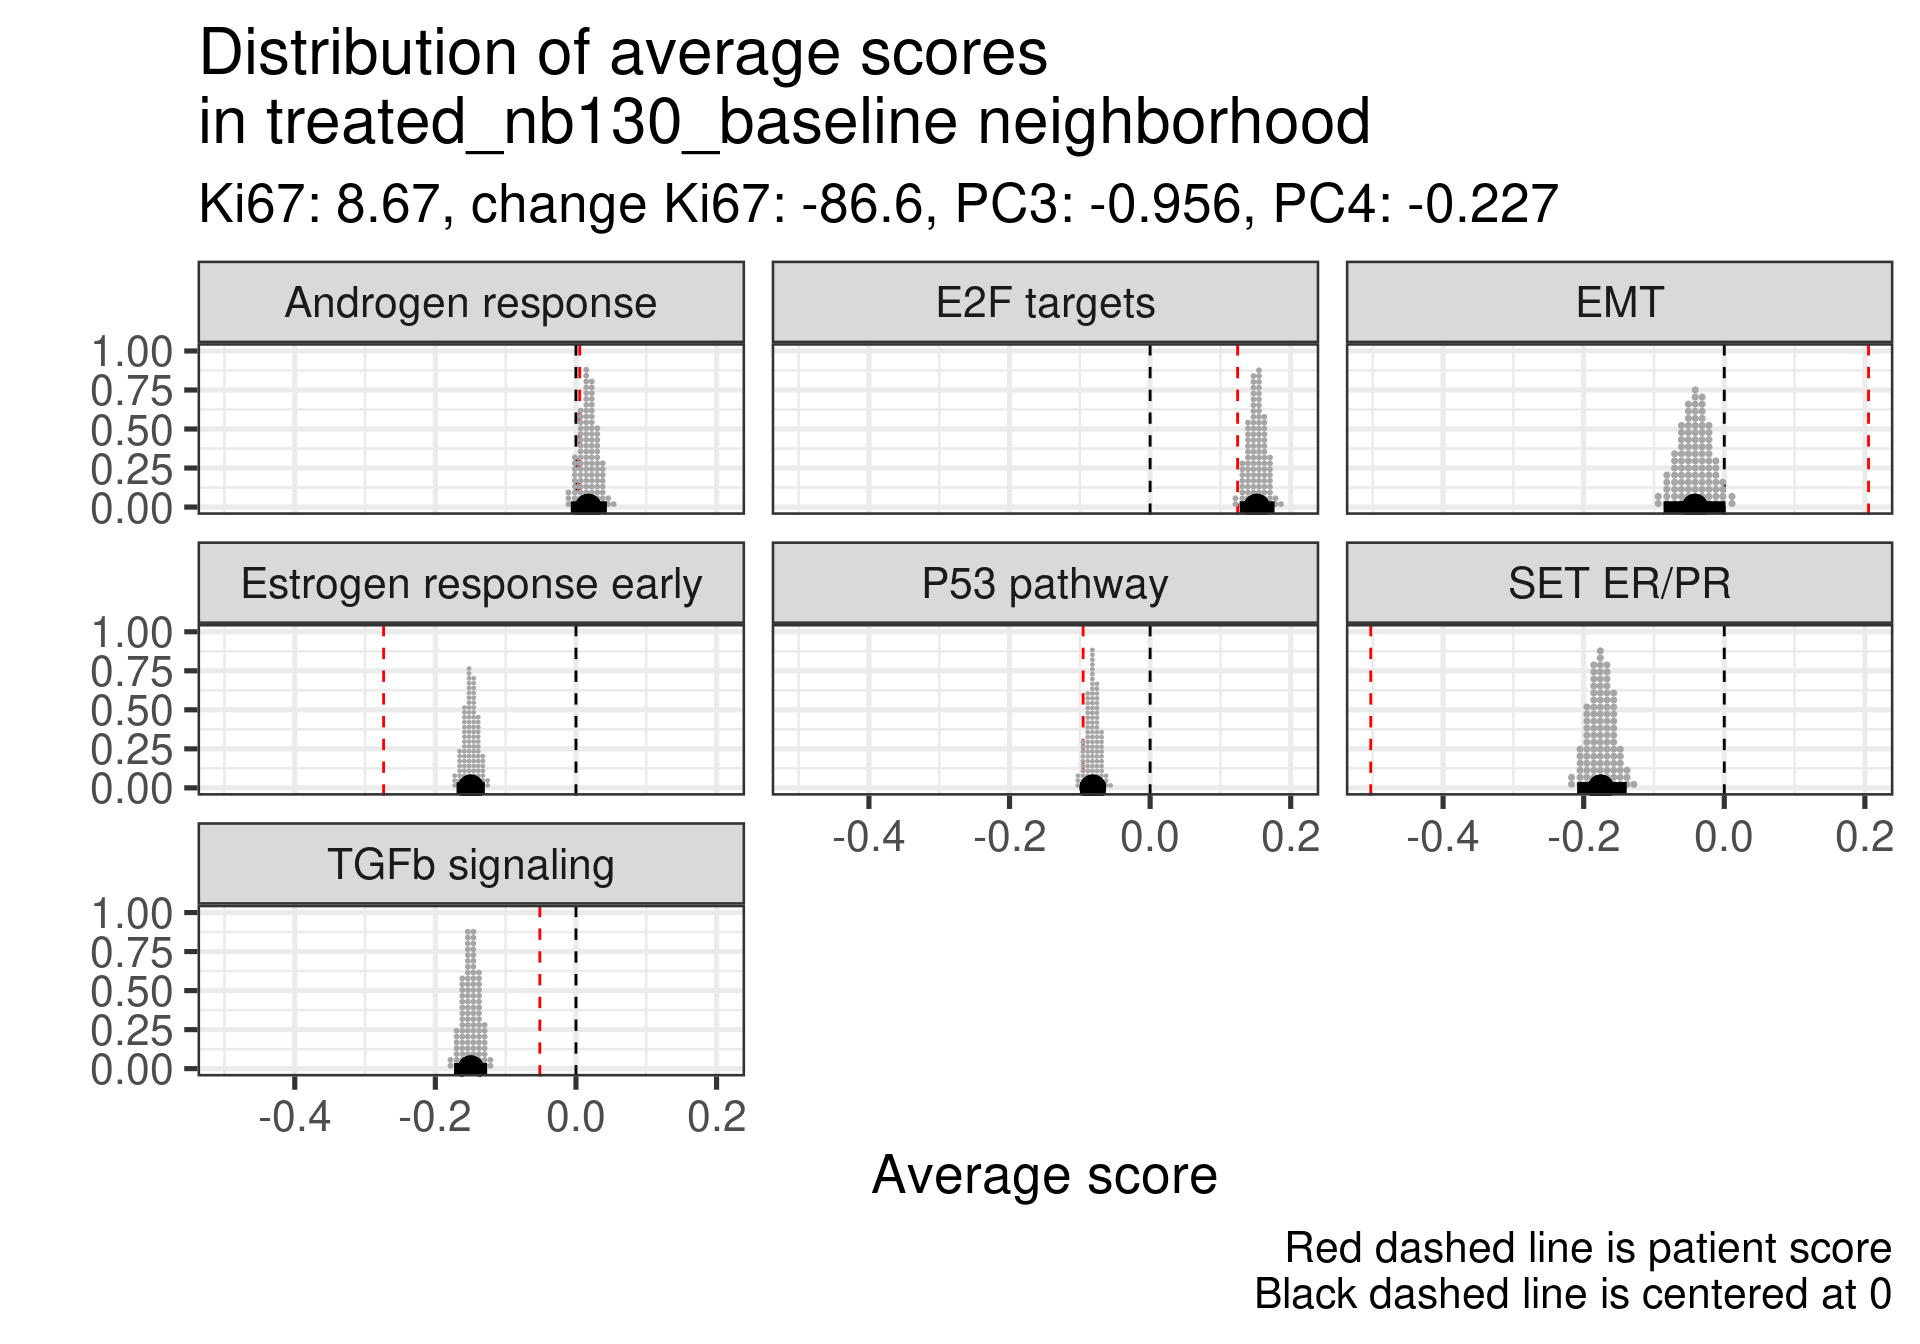 Distribution of average scores
in treated_nb130_baseline neighborhood
Ki67: 8.67, change Ki67: -86.6, PC3: -0.956, PC4: -0.227
Androgen response
E2F targets
EMT
1.00
0.75
0.50
0.25
0.00
Estrogen response early
P53 pathway
SET ER/PR
1.00
0.75
0.50
0.25
0.00
-0.4 -0.2 0.0 0.2
-0.4 -0.2 0.0 0.2
TGFb signaling
1.00
0.75
0.50
0.25
0.00
-0.4 -0.2 0.0 0.2
Average score
Red dashed line is patient score
Black dashed line is centered at 0